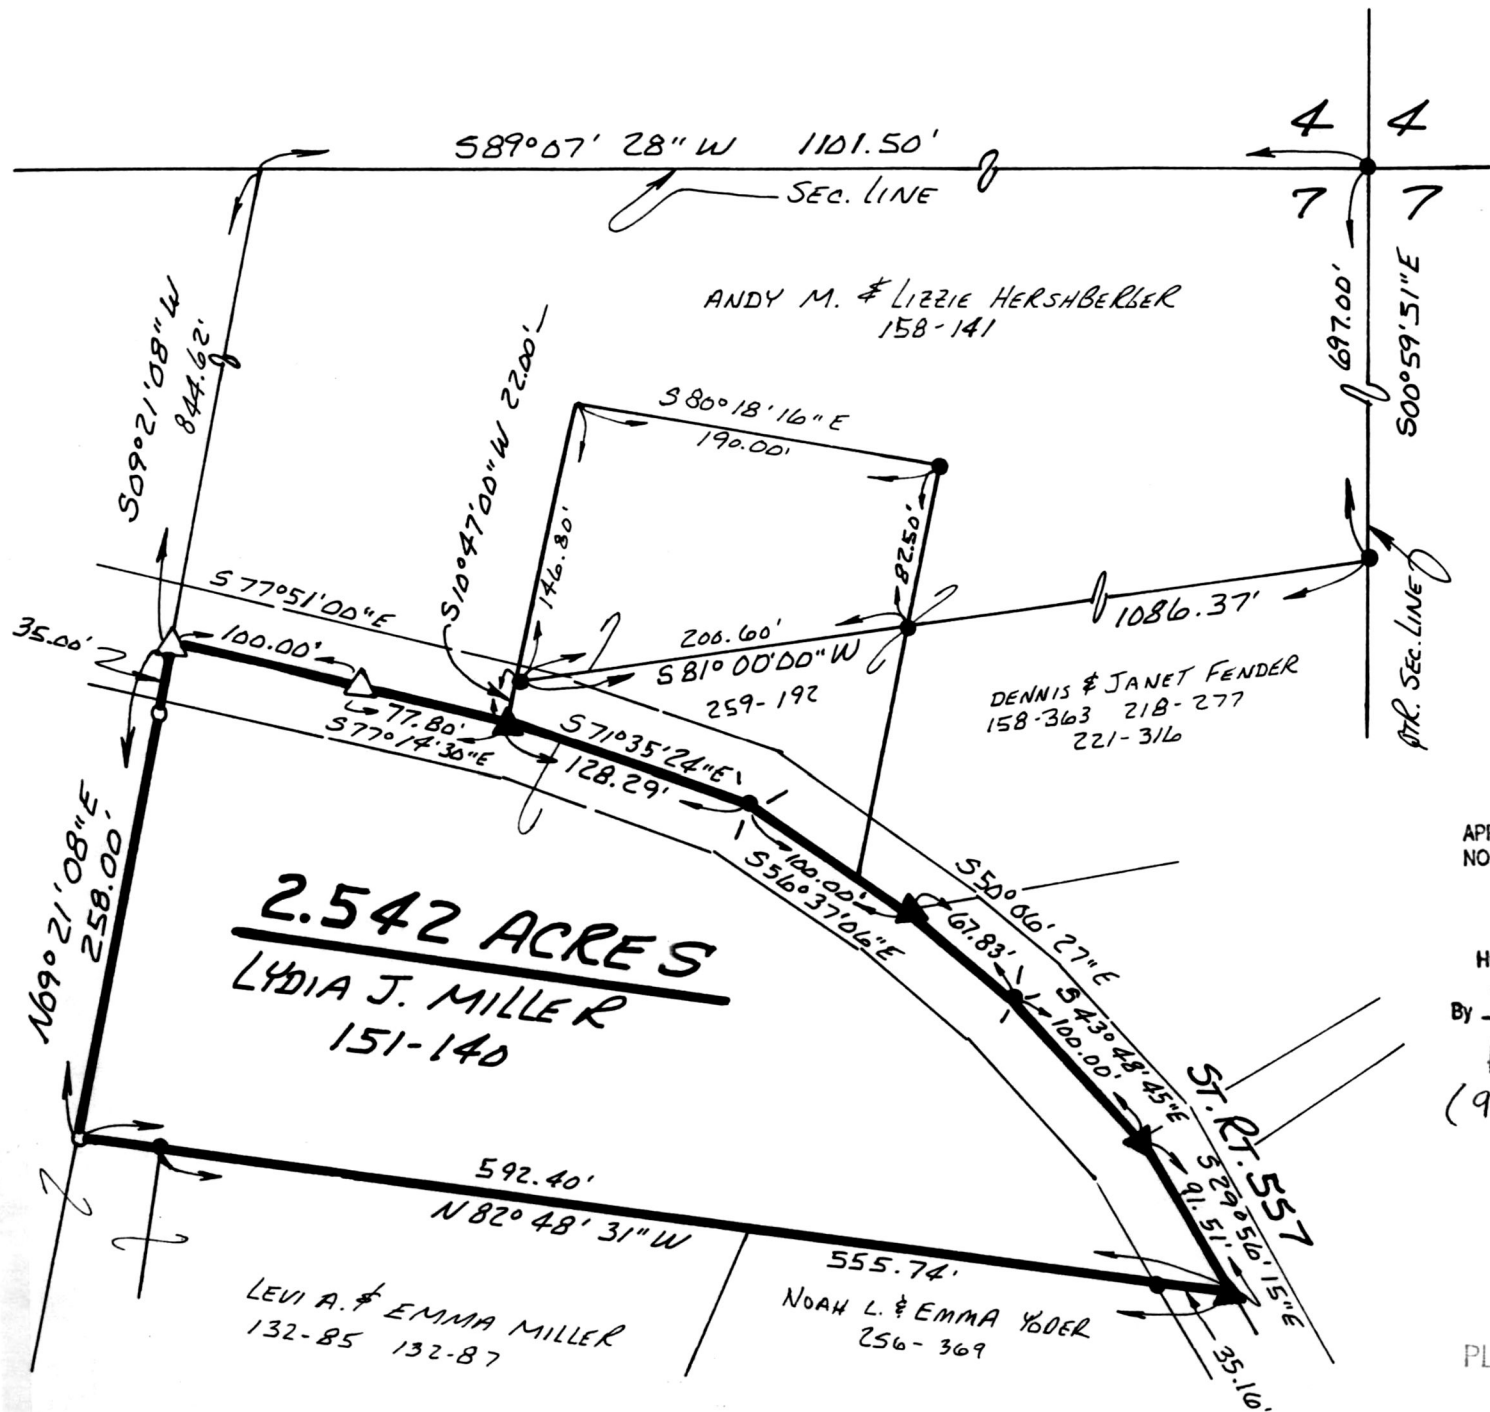 S89°07' 28" W 1101.50'
4 4
7 7
SEC. LINE
ANDY M. & LIZZIE HERSHBERGER
158-141
697.00'
S00°59'51"E
S09°21'08"W
844.62'
S10°47'00"W 22.00'
S80°18'16"E
190.00'
146.80'
82.50'
S77°51'00"E
35.00'
100.00'
200.60'
S81°00'00"W
259-192
1086.37'
QTR. SEC. LINE
DENNIS & JANET FENDER
158-363 218-277
221-316
77.80'
S77°14'30"E
S71°35'24"E
128.29'
100.00'
S56°37'06"E
S50°06'27"E
67.83'
S43°48'45"E
100.00'
N09°21'08"E
258.00'
2.542 ACRES
LYDIA J. MILLER
151-140
ST. RT. 557
S29°56'15"E
91.51'
592.40'
N82°48'31"W
555.74'
35.16'
LEVI A. & EMMA MILLER
132-85 132-87
NOAH L. & EMMA YODER
256-369
NO
By
(9
PL